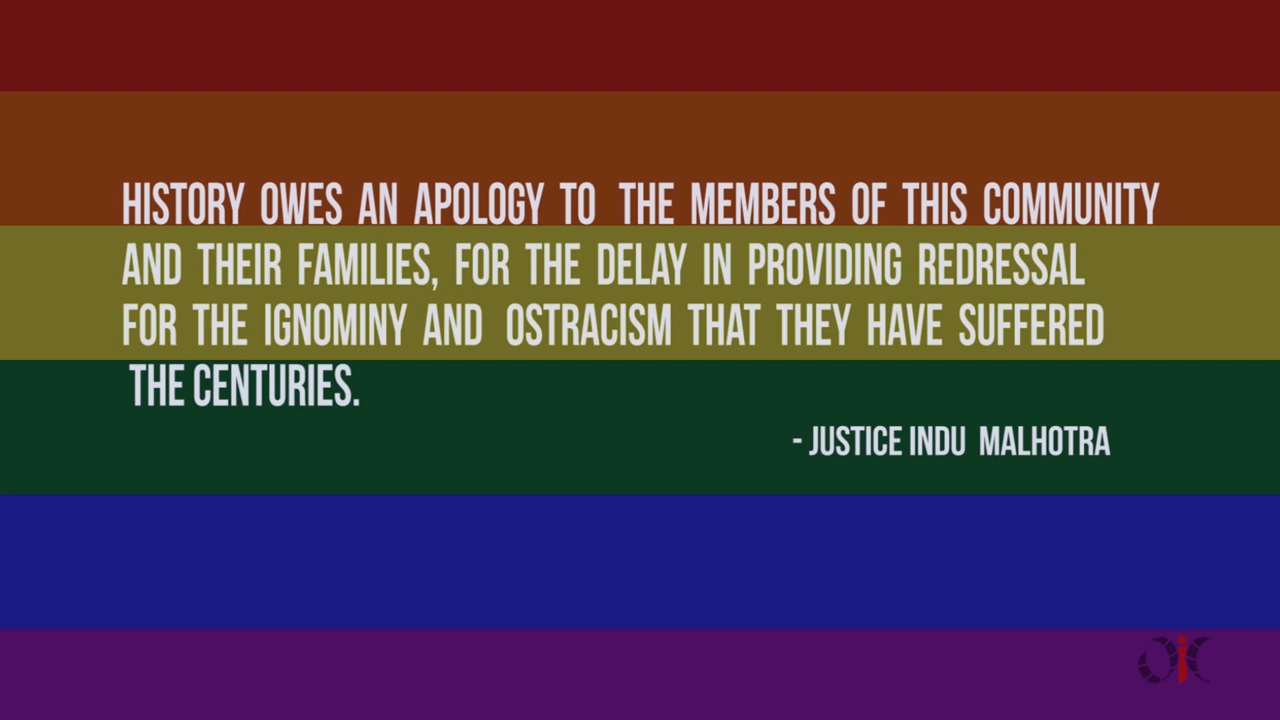 HISTORY OWES AN APOLOGY TO THE MEMBERS OF THIS COMMUNITY
AND THEIR FAMILIES, FOR THE DELAY IN PROVIDING REDRESSAL
FOR THE IGNOMINY AND OSTRACISM THAT THEY HAVE SUFFERED
THE CENTURIES.
- JUSTICE INDU MALHOTRA